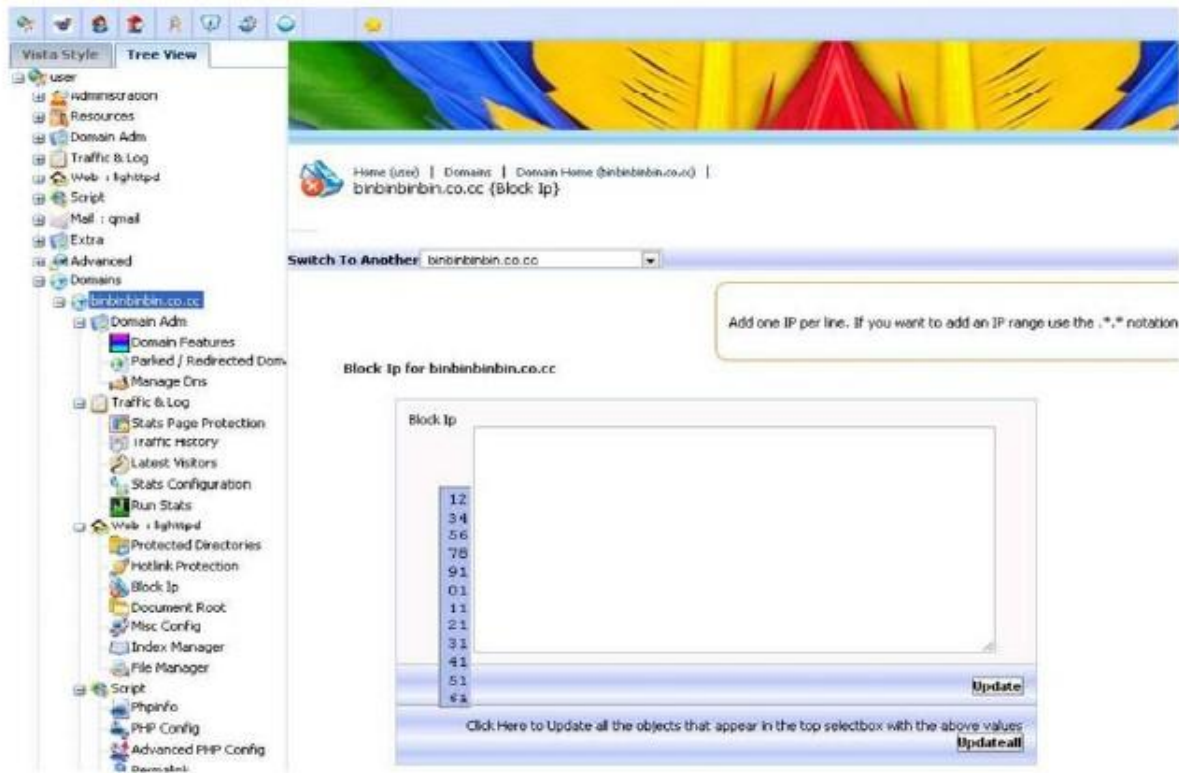 Vista Style
Tree View
user
Administration
Resources
Domain Adm
Traffic & Log
Web : lighttpd
Script
Mail : qmail
Extra
Advanced
Domains
binbinbinbin.co.cc
Domain Adm
Domain Features
Parked / Redirected Dom
Manage Dns
Traffic & Log
Stats Page Protection
Traffic History
Latest Visitors
Stats Configuration
Run Stats
Web : lighttpd
Protected Directories
Hotlink Protection
Block Ip
Document Root
Misc Config
Index Manager
File Manager
Script
Phpinfo
PHP Config
Advanced PHP Config
Permalink
Home (user) | Domains | Domain Home (binbinbinbin.co.cc) |
binbinbinbin.co.cc {Block Ip}
Switch To Another binbinbinbin.co.cc
Add one IP per line. If you want to add an IP range use the .*.* notation
Block Ip for binbinbinbin.co.cc
Block Ip
12
34
56
78
91
01
11
21
31
41
51
61
Update
Click Here to Update all the objects that appear in the top selectbox with the above values
Updateall